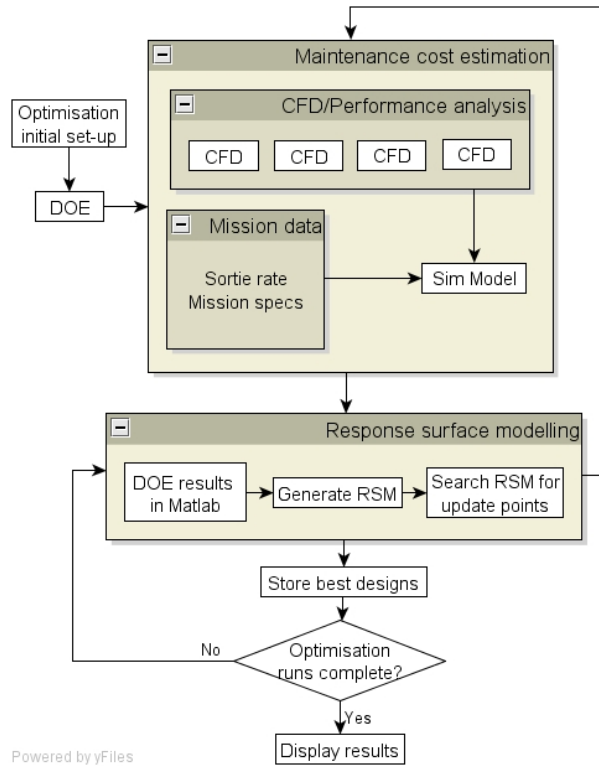 Maintenance cost estimation
CFD/Performance analysis
CFD
CFD
CFD
CFD
Optimisation
initial set-up
DOE
Mission data
Sortie rate
Mission specs
Sim Model
Response surface modelling
DOE results
in Matlab
Generate RSM
Search RSM for
update points
Store best designs
Optimisation
runs complete?
No
Yes
Display results
Powered by yFiles